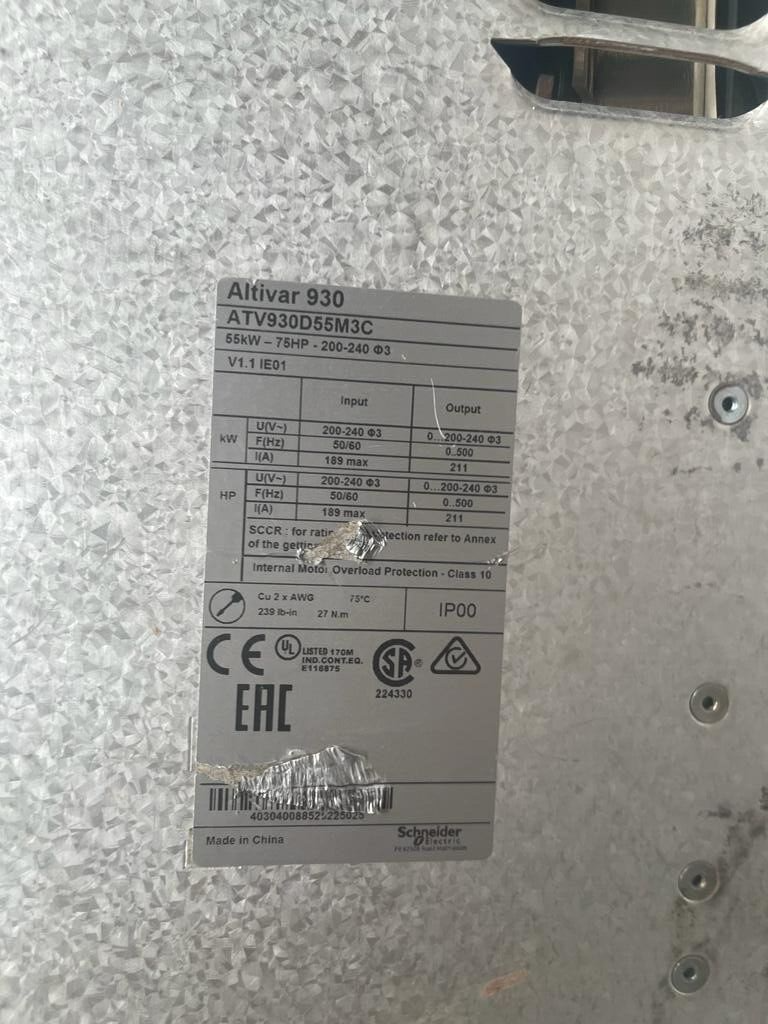 Altivar 930
ATV930D55M3C
55kW – 75HP - 200-240 Φ3
V1.1 IE01
Input Output
kW U(V~) 200-240 Φ3 0...200-240 Φ3
F(Hz) 50/60 0..500
I(A) 189 max 211
HP U(V~) 200-240 Φ3 0...200-240 Φ3
F(Hz) 50/60 0..500
I(A) 189 max 211
SCCR : for refer to Annex
of the
Internal Motor Overload Protection - Class 10
Cu 2 x AWG 75°C
239 lb-in 27 N.m
IP00
CE
UL
LISTED 170M
IND.CONT.EQ.
E116875
SA ®
224330
EAC
Made in China
Schneider
Electric